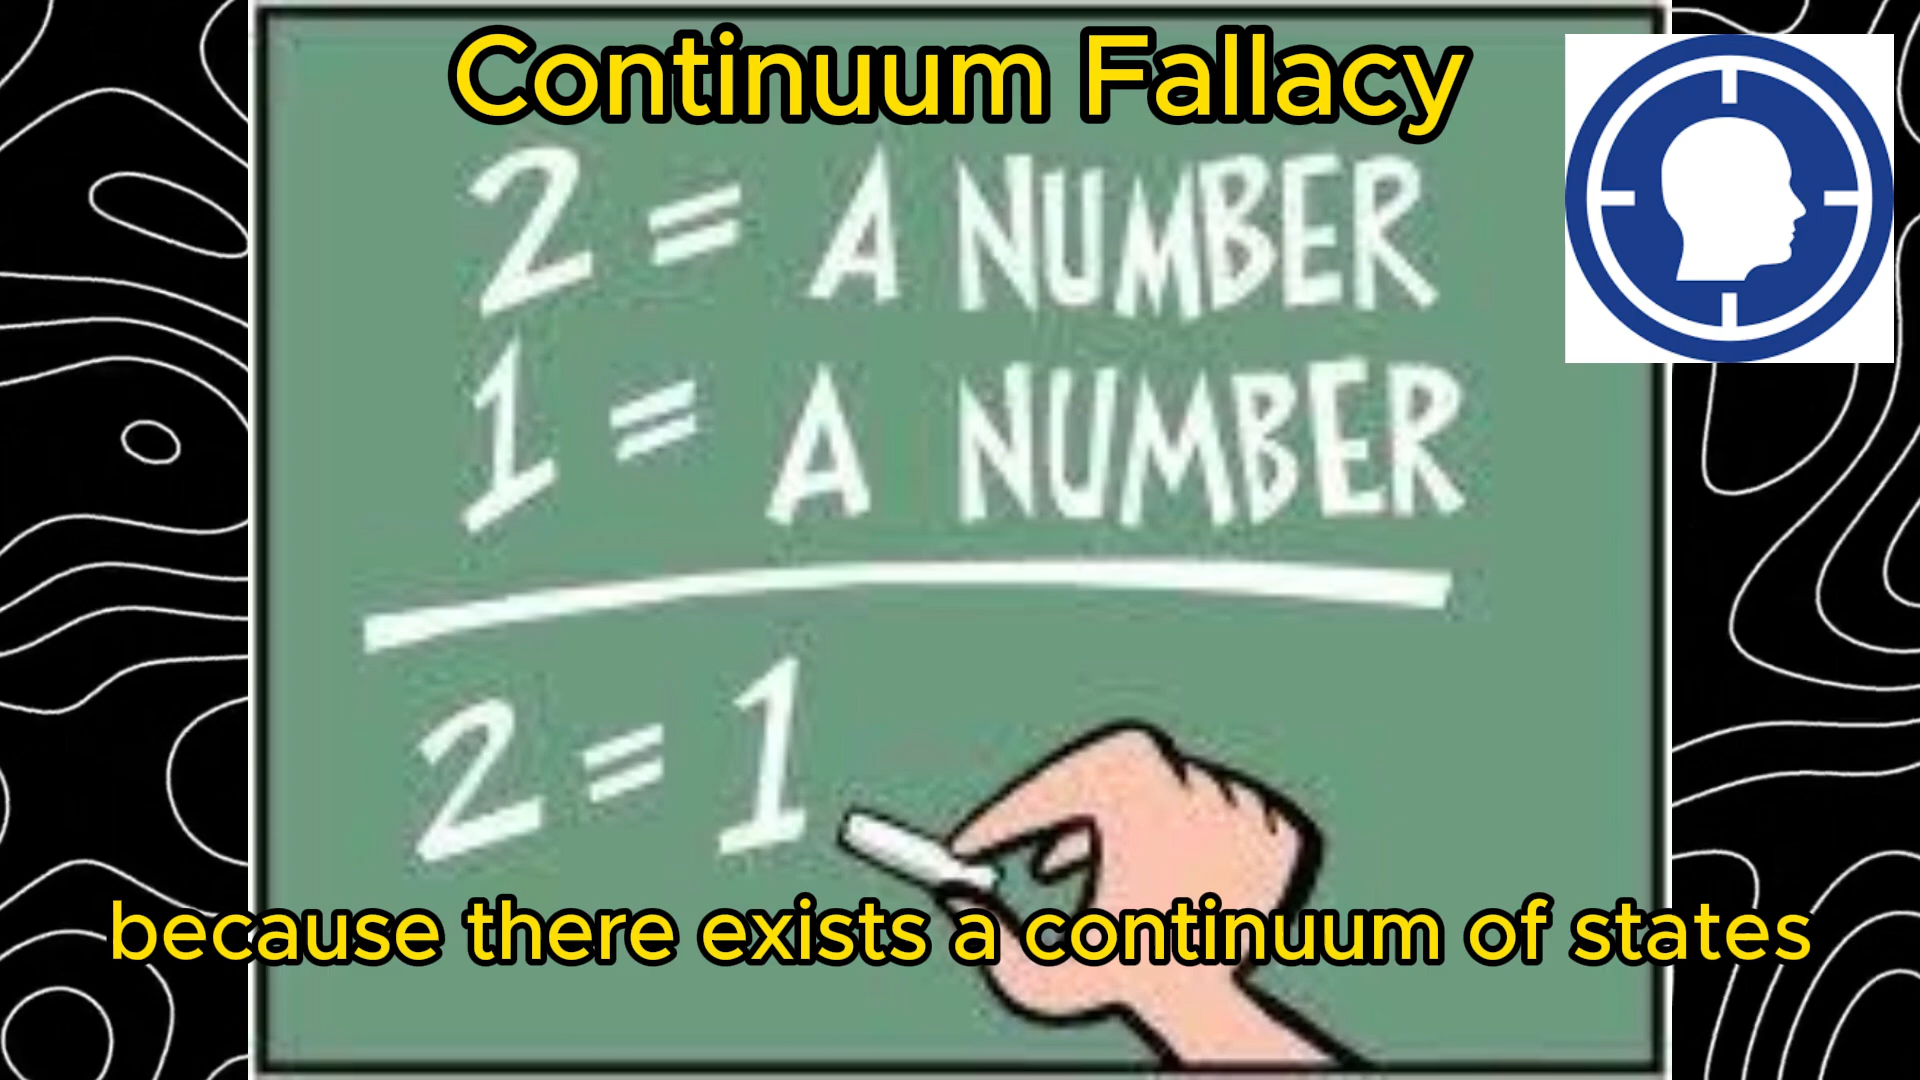 Continuum Fallacy
2 = A NUMBER
1 = A NUMBER
2 = 1
because there exists a continuum of states